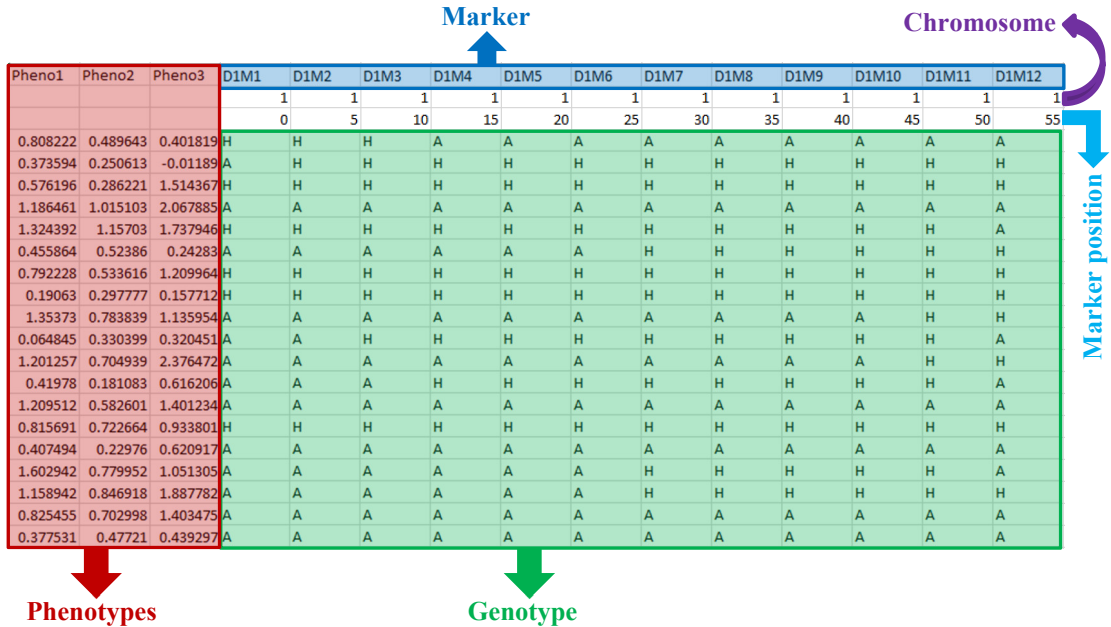 Marker
Chromosome
Pheno1 Pheno2 Pheno3 D1M1 D1M2 D1M3 D1M4 D1M5 D1M6 D1M7 D1M8 D1M9 D1M10 D1M11 D1M12
1 1 1 1 1 1 1 1 1 1 1 1
0 5 10 15 20 25 30 35 40 45 50 55
0.808222 0.489643 0.401819 H H H A A A A A A A A A
0.373594 0.250613 -0.01189 A H H H H H H H H H H H
0.576196 0.286221 1.514367 H H H H H H H H H H H H
1.186461 1.015103 2.067885 A A A A A A A A A A A A
1.324392 1.15703 1.737946 H H H H H H H H H H H A
0.455864 0.52386 0.24283 A A A A A A H H H H H H
0.792228 0.533616 1.209964 H H H H H H H H H H H H
0.19063 0.297777 0.157712 H H H H H H H H H H H H
1.35373 0.783839 1.135954 A A A A A A A A A A H H
0.064845 0.330399 0.320451 A A H H H H H H H H H A
1.201257 0.704939 2.376472 A A A A A A A A A A H H
0.41978 0.181083 0.616206 A A A H H H H H H H H A
1.209512 0.582601 1.401234 A A A A A A A A A A A A
0.815691 0.722664 0.933801 H H H H H H H H H H H H
0.407494 0.22976 0.620917 A A A A A A A A A A A A
1.602942 0.779952 1.051305 A A A A A A H H H H H A
1.158942 0.846918 1.887782 A A A A A A H H H H H H
0.825455 0.702998 1.403475 A A A A A A A A A A A A
0.377531 0.47721 0.439297 A A A A A A A A A A A A
Marker position
Phenotypes
Genotype